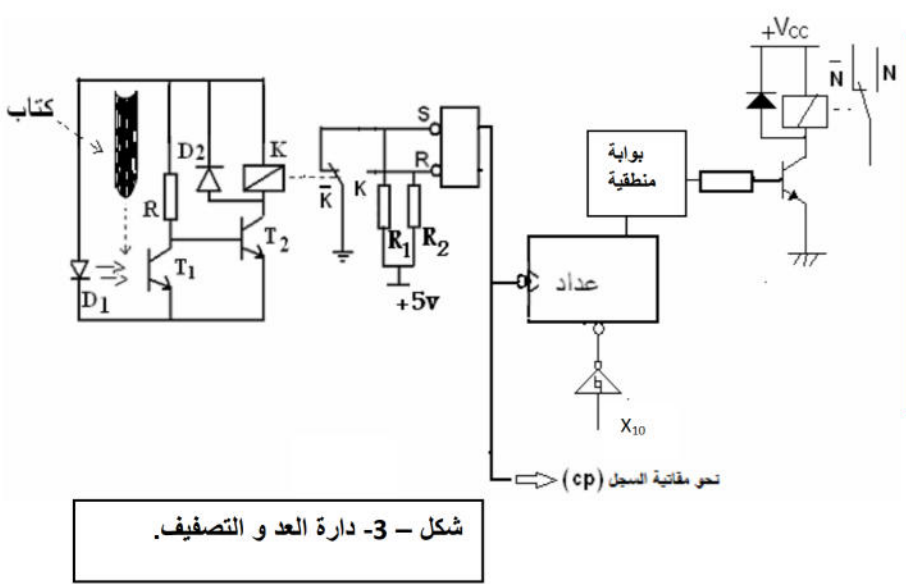 كتاب
D2
K
R
T1
T2
D1
K̅
K
S
R
R1
R2
+5v
بوابة
منطقية
عداد
X10
+Vcc
N̅
N
نحو مقاتية السجل (cp)
شكل – 3- دارة العد و التصفيف.